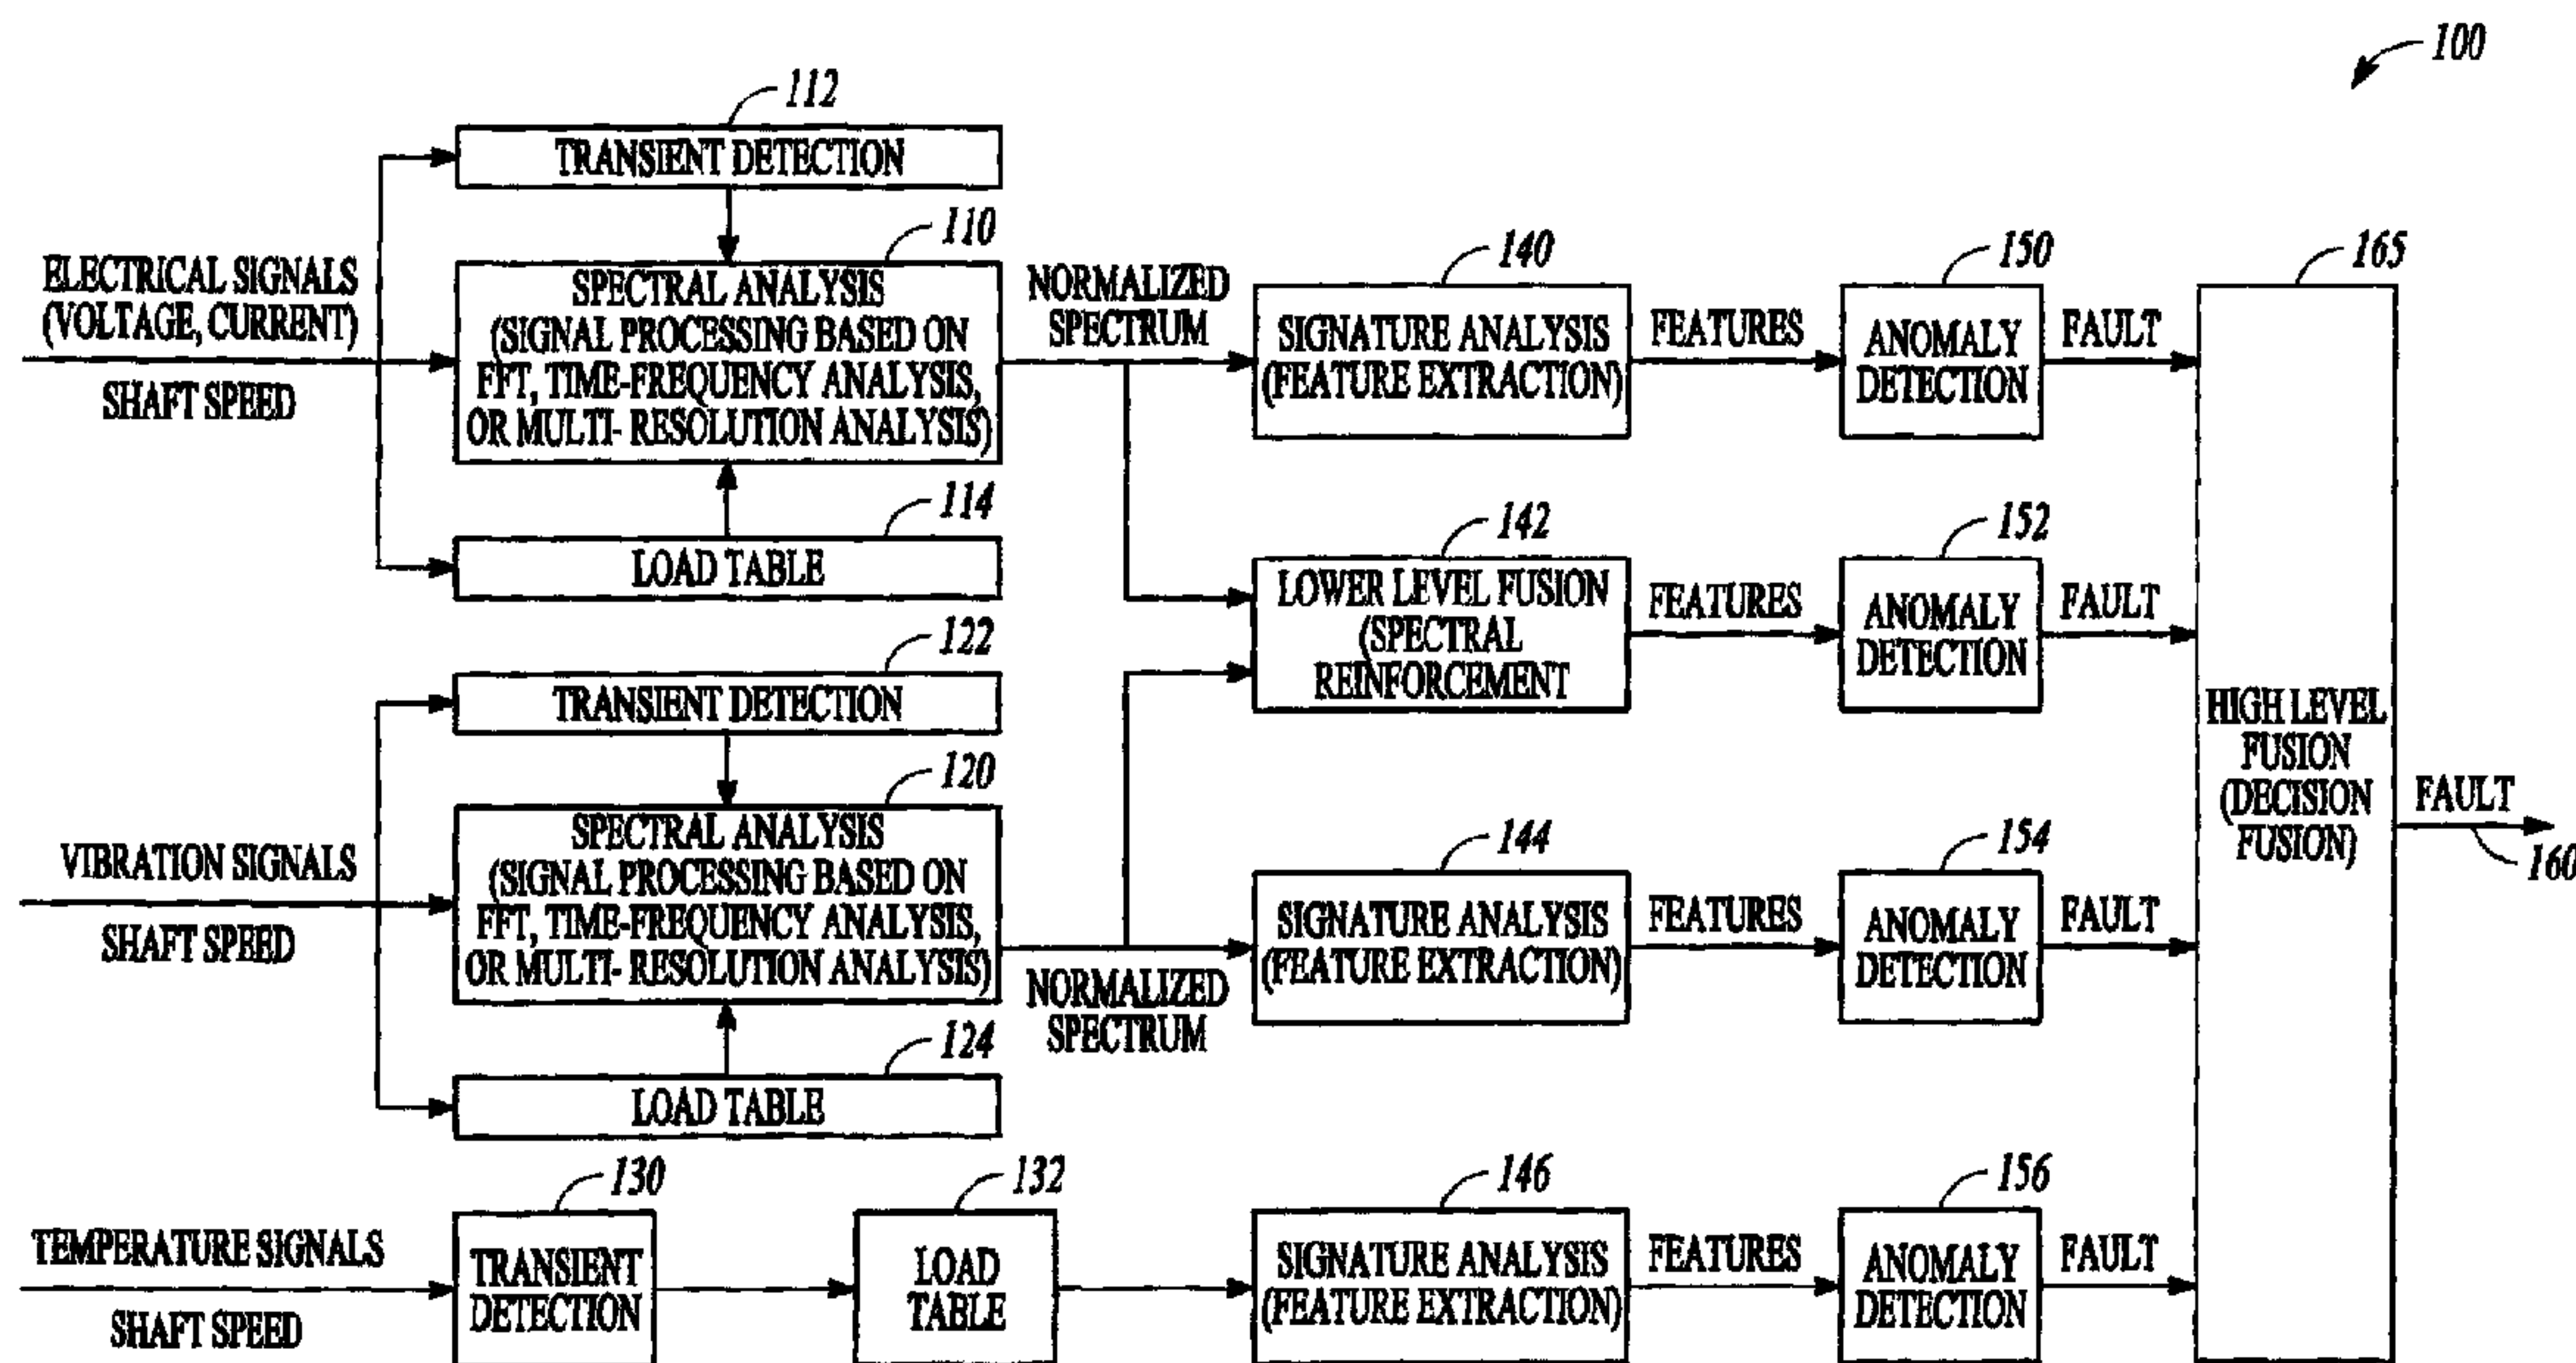 100
112
TRANSIENT DETECTION
110
ELECTRICAL SIGNALS
(VOLTAGE, CURRENT)
SHAFT SPEED
SPECTRAL ANALYSIS
(SIGNAL PROCESSING BASED ON
FFT, TIME-FREQUENCY ANALYSIS,
OR MULTI- RESOLUTION ANALYSIS)
NORMALIZED
SPECTRUM
140
SIGNATURE ANALYSIS
(FEATURE EXTRACTION)
FEATURES
150
ANOMALY
DETECTION
FAULT
165
114
LOAD TABLE
142
LOWER LEVEL FUSION
(SPECTRAL
REINFORCEMENT
FEATURES
152
ANOMALY
DETECTION
FAULT
122
TRANSIENT DETECTION
120
VIBRATION SIGNALS
SHAFT SPEED
SPECTRAL ANALYSIS
(SIGNAL PROCESSING BASED ON
FFT, TIME-FREQUENCY ANALYSIS,
OR MULTI- RESOLUTION ANALYSIS)
NORMALIZED
SPECTRUM
144
SIGNATURE ANALYSIS
(FEATURE EXTRACTION)
FEATURES
154
ANOMALY
DETECTION
FAULT
HIGH LEVEL
FUSION
(DECISION
FUSION)
FAULT
160
124
LOAD TABLE
TEMPERATURE SIGNALS
SHAFT SPEED
130
TRANSIENT
DETECTION
132
LOAD
TABLE
146
SIGNATURE ANALYSIS
(FEATURE EXTRACTION)
FEATURES
156
ANOMALY
DETECTION
FAULT